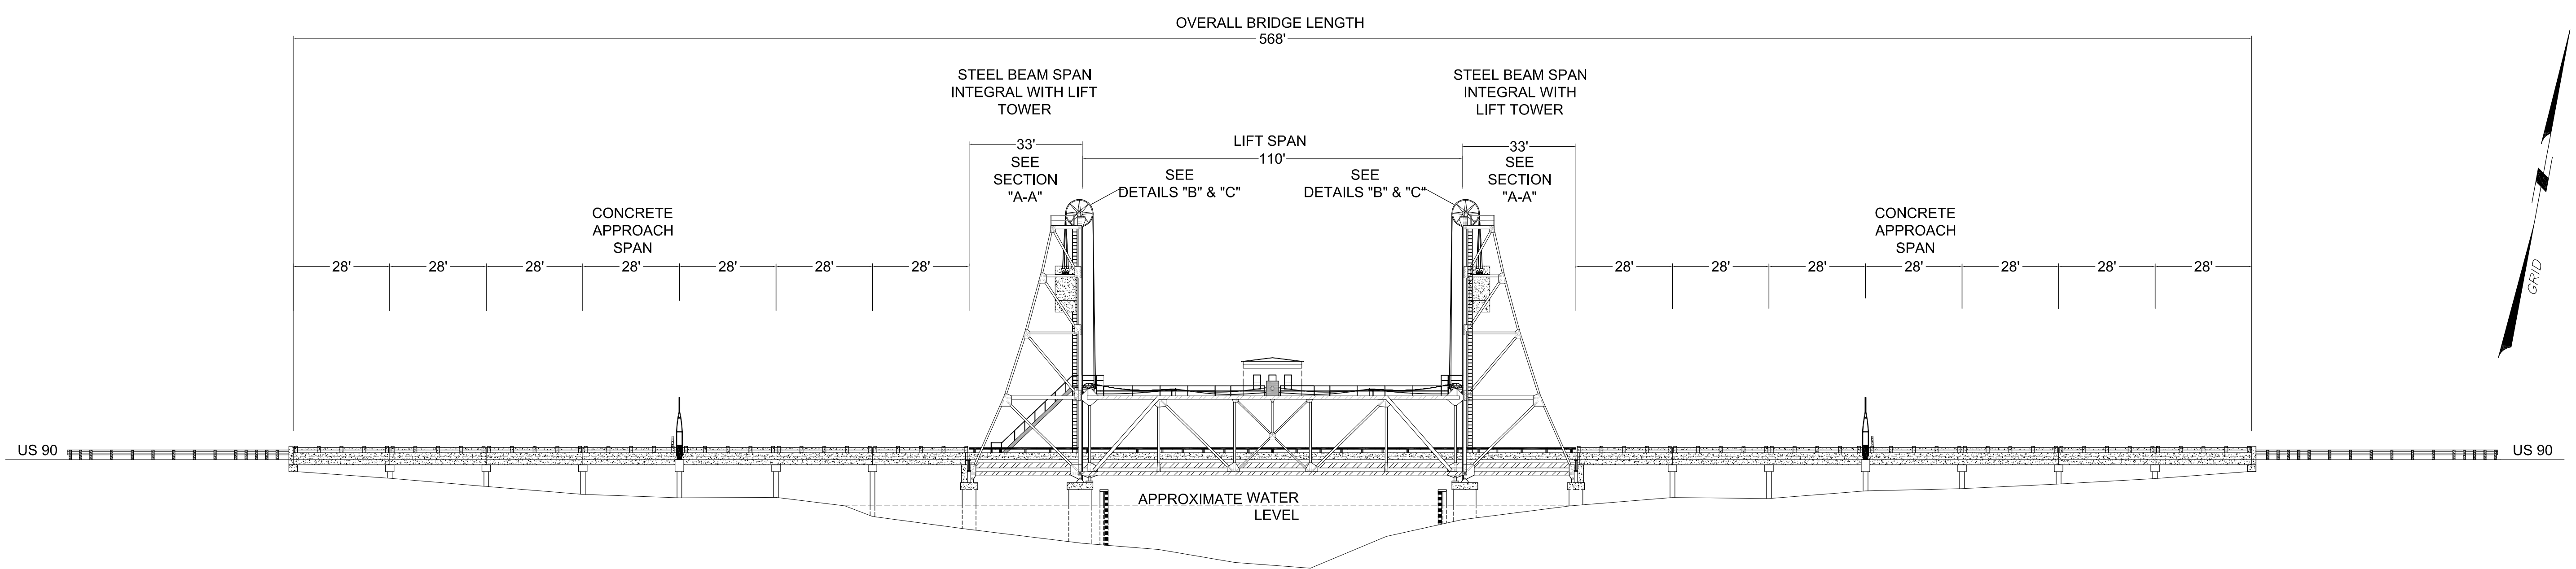 OVERALL BRIDGE LENGTH
568'
STEEL BEAM SPAN
INTEGRAL WITH LIFT
TOWER
STEEL BEAM SPAN
INTEGRAL WITH
LIFT TOWER
33'
SEE
SECTION
"A-A"
LIFT SPAN
110'
33'
SEE
SECTION
"A-A"
SEE
DETAILS "B" & "C"
SEE
DETAILS "B" & "C"
CONCRETE
APPROACH
SPAN
CONCRETE
APPROACH
SPAN
28' 28' 28' 28' 28' 28' 28'
28' 28' 28' 28' 28' 28' 28'
GRID
US 90
US 90
APPROXIMATE WATER
LEVEL